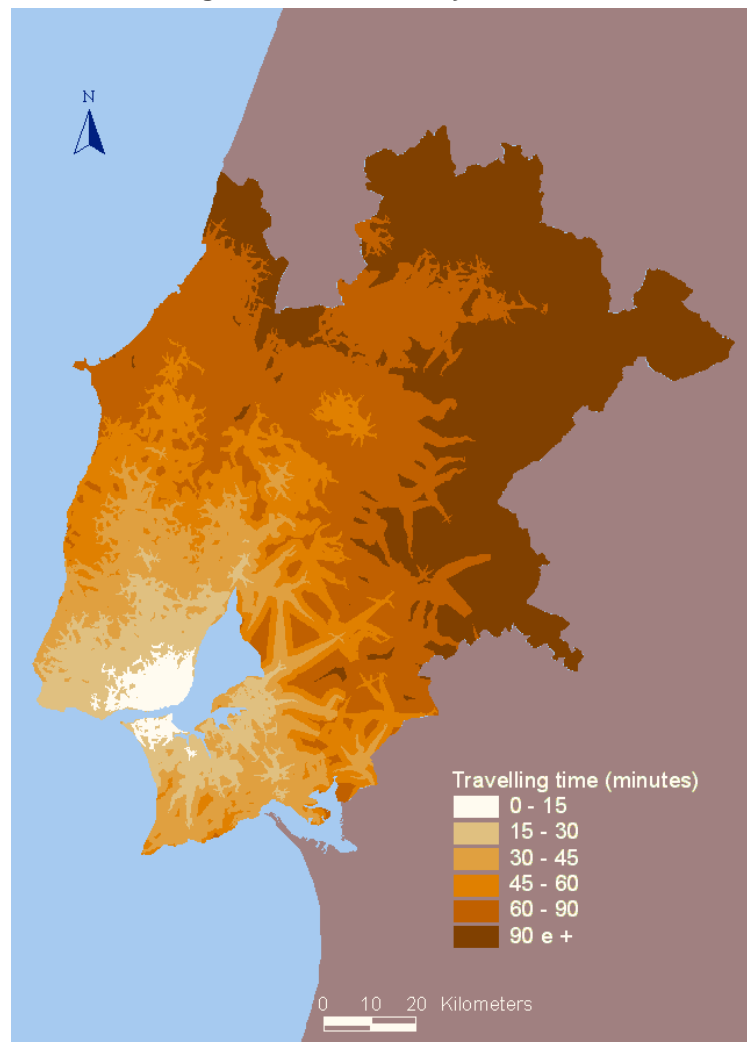 N
Travelling time (minutes)
0 - 15
15 - 30
30 - 45
45 - 60
60 - 90
90 e +
0 10 20 Kilometers